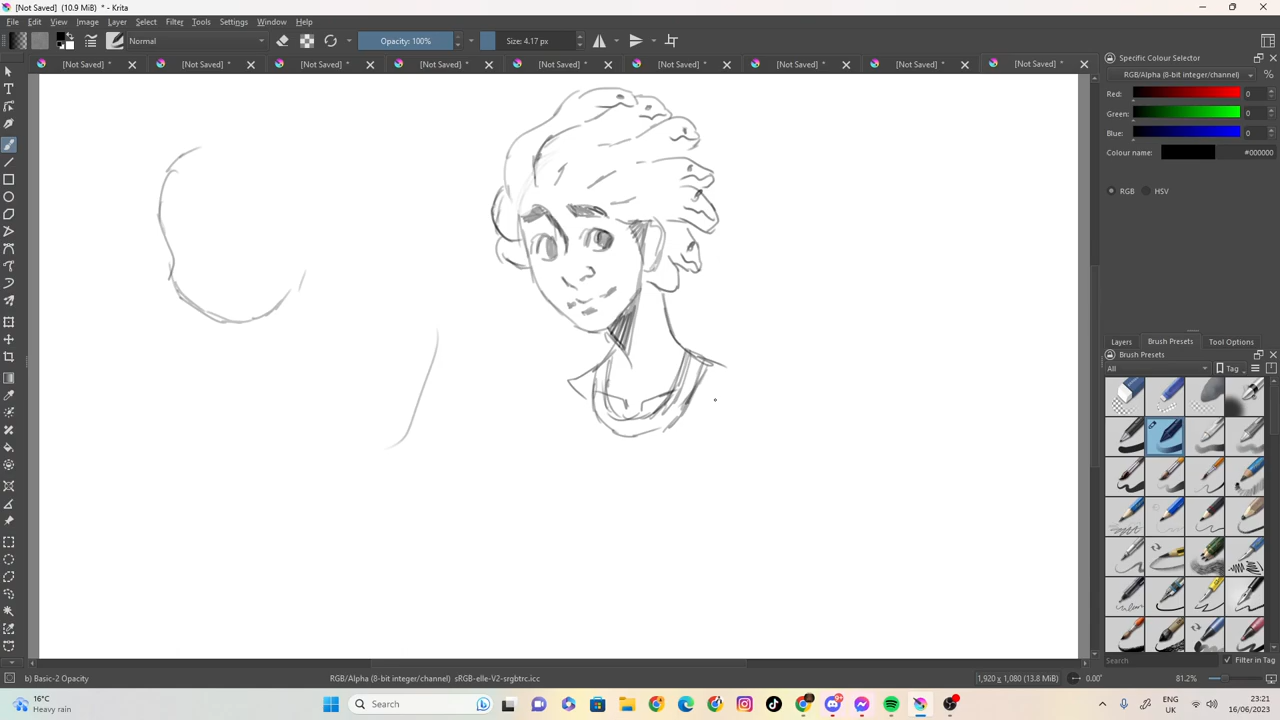 [Not Saved] (10.9 MiB) * - Krita
File Edit View Image Layer Select Filter Tools Settings Window Help
Normal Opacity: 100% Size: 4.17 px
[Not Saved] * [Not Saved] * [Not Saved] * [Not Saved] * [Not Saved] * [Not Saved] * [Not Saved] * [Not Saved] * [Not Saved] *
Specific Colour Selector
RGB/Alpha (8-bit integer/channel) %
Red: 0
Green: 0
Blue: 0
Colour name: #000000
RGB HSV
Layers Brush Presets Tool Options
Brush Presets
All Tag
Search Filter in Tag
b) Basic-2 Opacity RGB/Alpha (8-bit integer/channel) sRGB-elle-V2-srgbtrc.icc 1,920 x 1,080 (13.8 MiB) 0.00° 81.2%
16°C
Heavy rain
Search
ENG
UK
23:21
16/06/2023